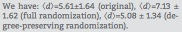 We have: ⟨d⟩=5.61±1.64 (original), ⟨d⟩=7.13 ±
1.62 (full randomization), ⟨d⟩=5.08 ± 1.34 (de-
gree-preserving randomization).